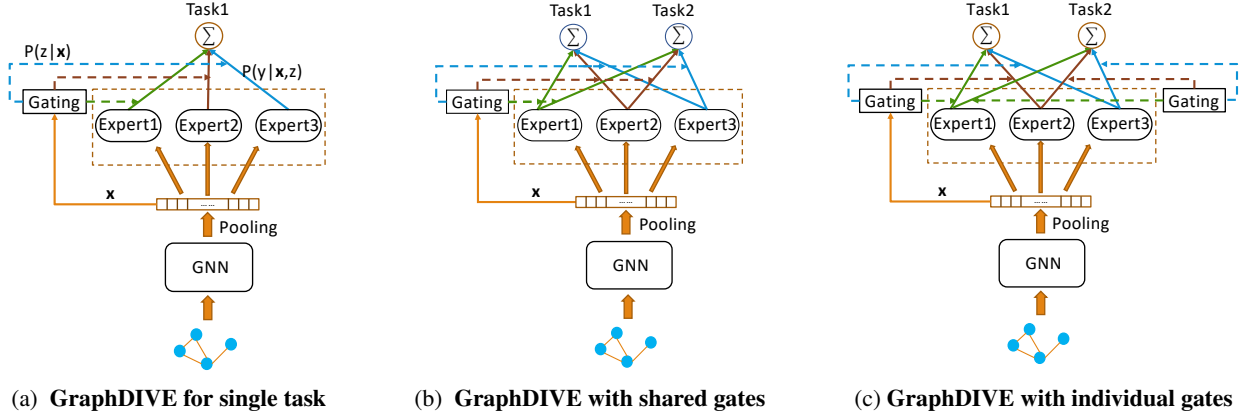 Task1
Σ
P(z|x)
P(y|x,z)
Gating
Expert1 Expert2 Expert3
x
......
Pooling
GNN
(a) GraphDIVE for single task
Task1 Task2
Σ Σ
Gating
Expert1 Expert2 Expert3
x
......
Pooling
GNN
(b) GraphDIVE with shared gates
Task1 Task2
Σ Σ
Gating Gating
Expert1 Expert2 Expert3
x
......
Pooling
GNN
(c) GraphDIVE with individual gates